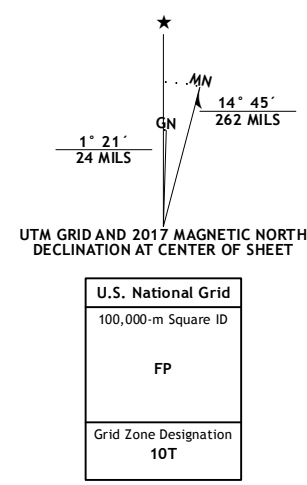 ★
MN
GN
14° 45´
262 MILS
1° 21´
24 MILS
UTM GRID AND 2017 MAGNETIC NORTH
DECLINATION AT CENTER OF SHEET
U.S. National Grid
100,000-m Square ID
FP
Grid Zone Designation
10T